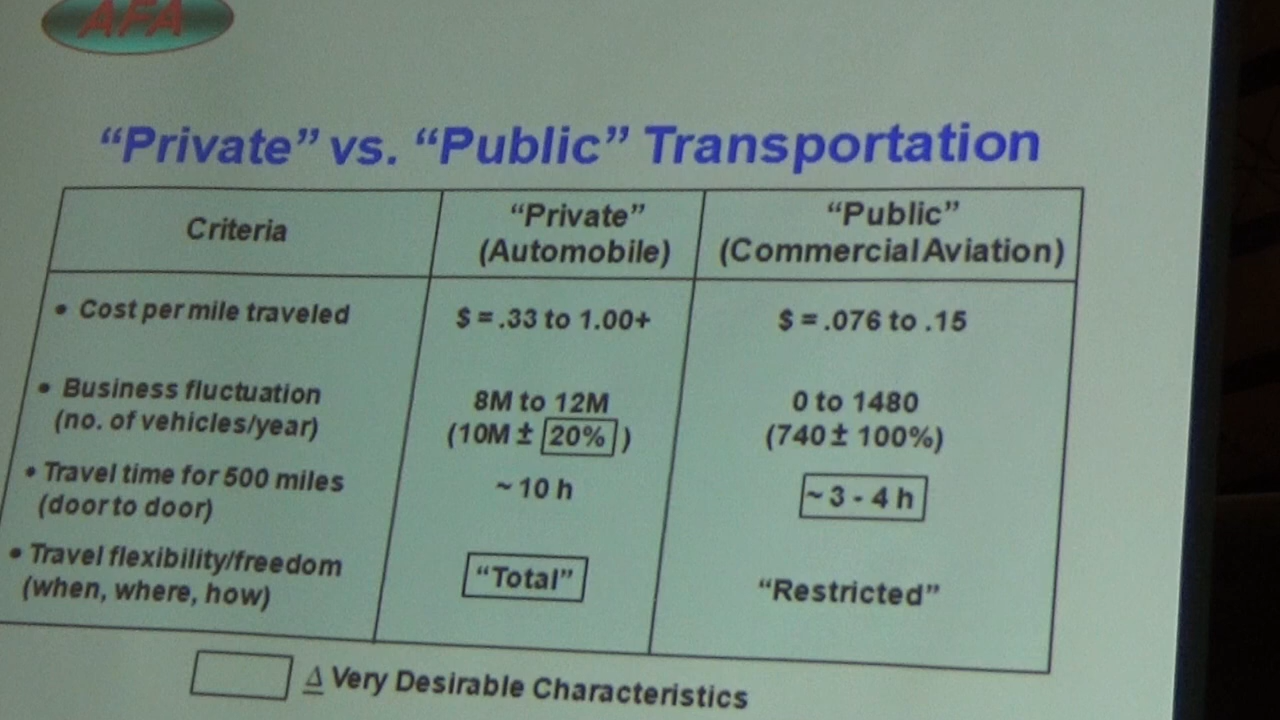 AFA
“Private” vs. “Public” Transportation
Criteria
“Private”
(Automobile)
“Public”
(Commercial Aviation)
• Cost per mile traveled
$ = .33 to 1.00+
$ = .076 to .15
• Business fluctuation
(no. of vehicles/year)
8M to 12M
(10M ± 20% )
0 to 1480
(740 ± 100%)
• Travel time for 500 miles
(door to door)
~ 10 h
~ 3 - 4 h
• Travel flexibility/freedom
(when, where, how)
“Total”
“Restricted”
Δ Very Desirable Characteristics